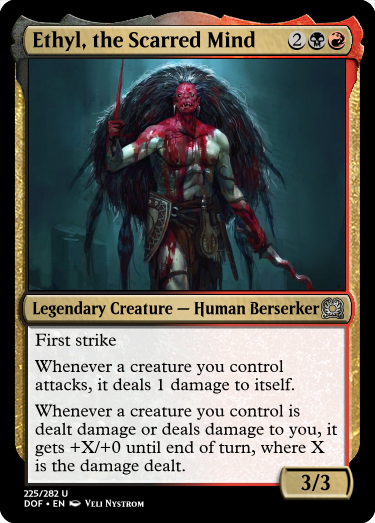 Ethyl, the Scarred Mind 2
Legendary Creature — Human Berserker
First strike
Whenever a creature you control
attacks, it deals 1 damage to itself.
Whenever a creature you control is
dealt damage or deals damage to you, it
gets +X/+0 until end of turn, where X
is the damage dealt.
3/3
225/282 U
DOF • EN Veli Nystrom